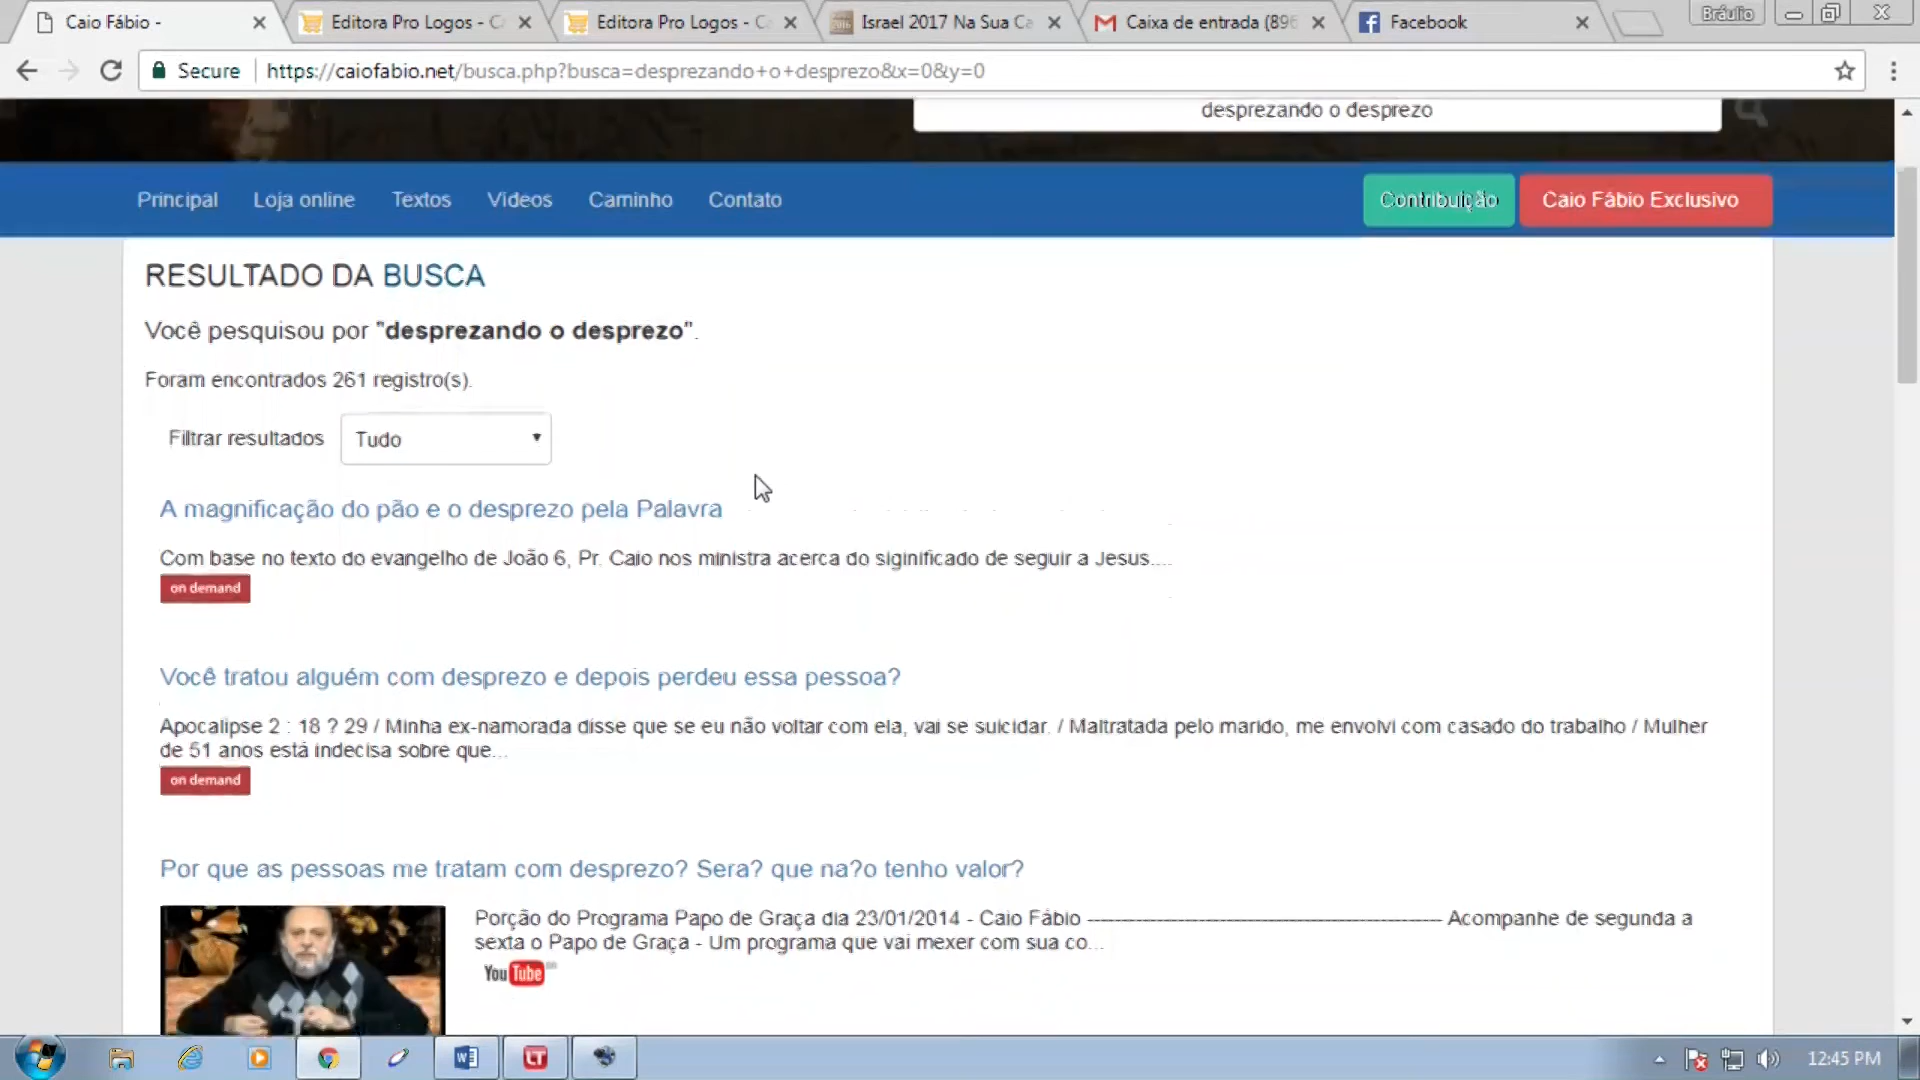 Caio Fábio -
Editora Pro Logos - C
Editora Pro Logos - C
Israel 2017 Na Sua Ca
Caixa de entrada (896
Facebook
Bráulio
Secure
https://caiofabio.net/busca.php?busca=desprezando+o+desprezo&x=0&y=0
desprezando o desprezo
Principal
Loja online
Textos
Vídeos
Caminho
Contato
Contribuição
Caio Fábio Exclusivo
RESULTADO DA BUSCA
Você pesquisou por "desprezando o desprezo".
Foram encontrados 261 registro(s).
Filtrar resultados
Tudo
A magnificação do pão e o desprezo pela Palavra
Com base no texto do evangelho de João 6, Pr. Caio nos ministra acerca do siginificado de seguir a Jesus....
on demand
Você tratou alguém com desprezo e depois perdeu essa pessoa?
Apocalipse 2 : 18 ? 29 / Minha ex-namorada disse que se eu não voltar com ela, vai se suicidar. / Maltratada pelo marido, me envolvi com casado do trabalho / Mulher
de 51 anos está indecisa sobre que...
on demand
Por que as pessoas me tratam com desprezo? Sera? que na?o tenho valor?
Porção do Programa Papo de Graça dia 23/01/2014 - Caio Fábio ------------------------------------------------------------ Acompanhe de segunda a
sexta o Papo de Graça - Um programa que vai mexer com sua co...
YouTube
W
LT
12:45 PM